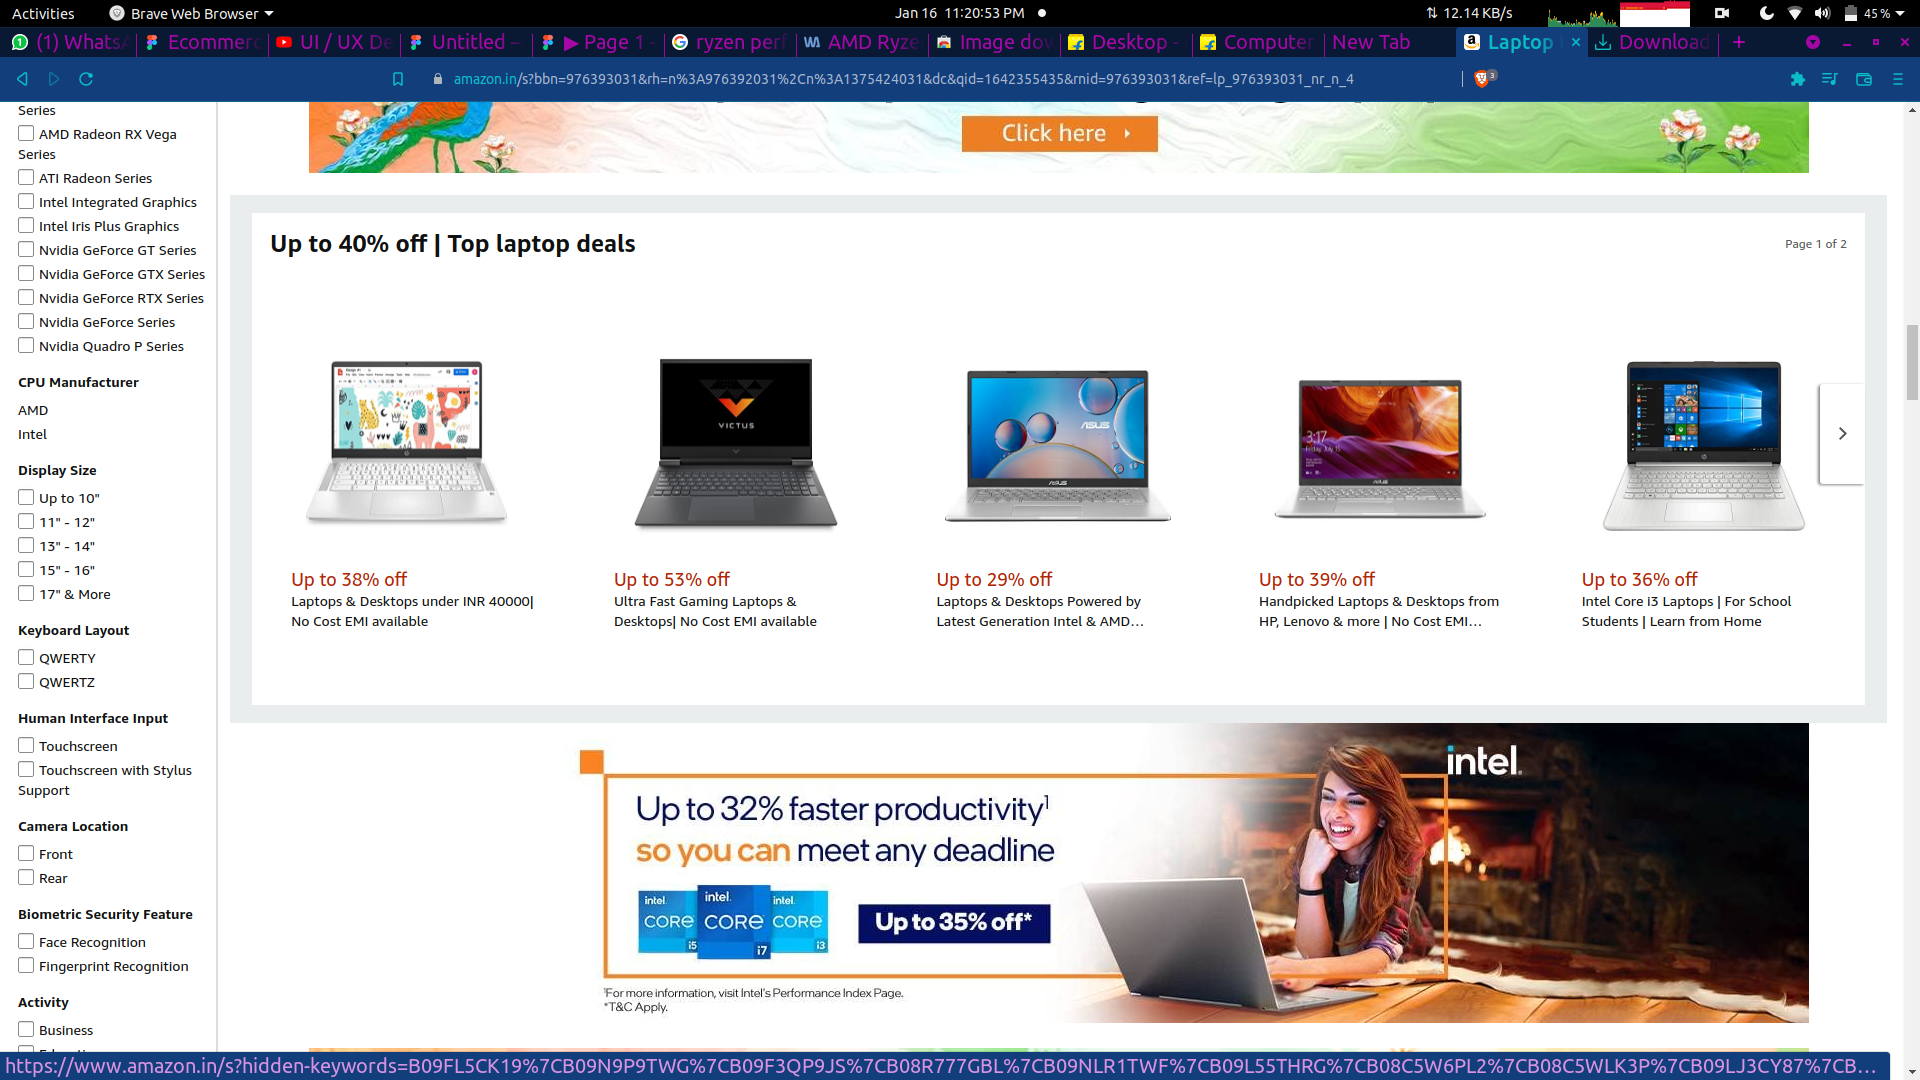 Activities
Brave Web Browser
Jan 16 11:20:53 PM
12.14 KB/s
45 %
(1) WhatsA
Ecommerc
UI / UX De
Untitled –
▶ Page 1 -
ryzen perf
AMD Ryze
Image dow
Desktop -
Computer
New Tab
Laptop
Download
amazon.in/s?bbn=976393031&rh=n%3A976392031%2Cn%3A1375424031&dc&qid=1642355435&rnid=976393031&ref=lp_976393031_nr_n_4
3
Series
AMD Radeon RX Vega
Series
ATI Radeon Series
Intel Integrated Graphics
Intel Iris Plus Graphics
Nvidia GeForce GT Series
Nvidia GeForce GTX Series
Nvidia GeForce RTX Series
Nvidia GeForce Series
Nvidia Quadro P Series
CPU Manufacturer
AMD
Intel
Display Size
Up to 10"
11" - 12"
13" - 14"
15" - 16"
17" & More
Keyboard Layout
QWERTY
QWERTZ
Human Interface Input
Touchscreen
Touchscreen with Stylus
Support
Camera Location
Front
Rear
Biometric Security Feature
Face Recognition
Fingerprint Recognition
Activity
Business
Click here
Up to 40% off | Top laptop deals
Page 1 of 2
VICTUS
ASUS
ASUS
3:17
ASUS
Up to 38% off
Laptops & Desktops under INR 40000|
No Cost EMI available
Up to 53% off
Ultra Fast Gaming Laptops &
Desktops| No Cost EMI available
Up to 29% off
Laptops & Desktops Powered by
Latest Generation Intel & AMD…
Up to 39% off
Handpicked Laptops & Desktops from
HP, Lenovo & more | No Cost EMI…
Up to 36% off
Intel Core i3 Laptops | For School
Students | Learn from Home
intel.
Up to 32% faster productivity¹
so you can meet any deadline
intel. CORE i5
intel. CORE i7
intel. CORE i3
Up to 35% off*
¹For more information, visit Intel's Performance Index Page.
*T&C Apply.
https://www.amazon.in/s?hidden-keywords=B09FL5CK19%7CB09N9P9TWG%7CB09F3QP9JS%7CB08R777GBL%7CB09NLR1TWF%7CB09L55THRG%7CB08C5W6PL2%7CB08C5WLK3P%7CB09LJ3CY87%7CB…